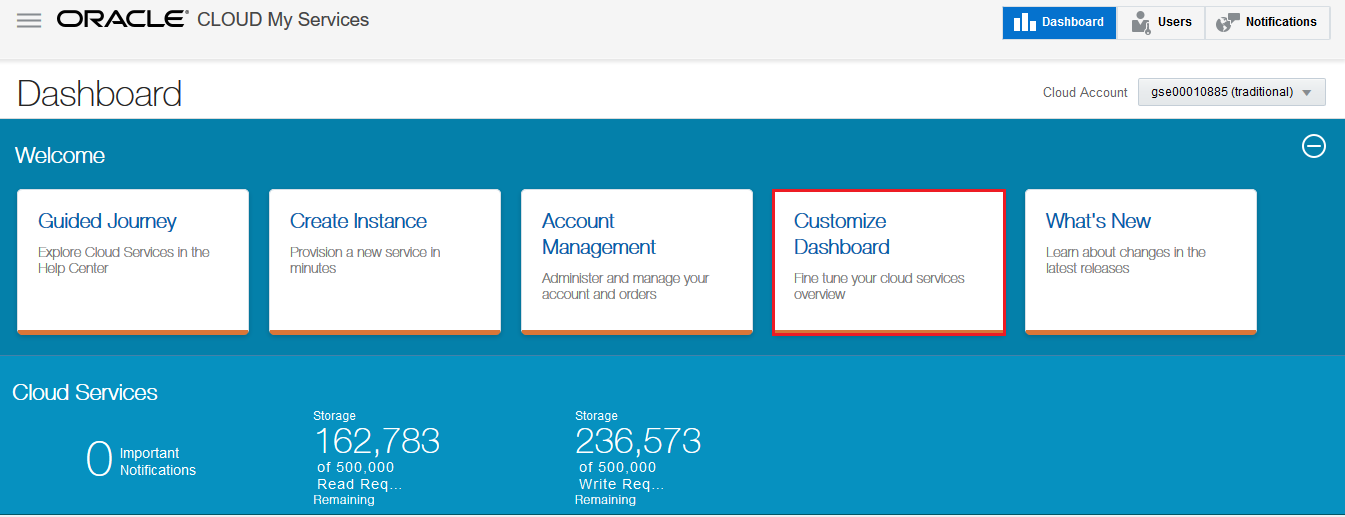 ORACLE® CLOUD My Services
Dashboard
Users
Notifications
Dashboard
Cloud Account
gse00010885 (traditional)
Welcome
Guided Journey
Explore Cloud Services in the
Help Center
Create Instance
Provision a new service in
minutes
Account
Management
Administer and manage your
account and orders
Customize
Dashboard
Fine tune your cloud services
overview
What's New
Learn about changes in the
latest releases
Cloud Services
0 Important
Notifications
Storage
162,783
of 500,000
Read Req...
Remaining
Storage
236,573
of 500,000
Write Req...
Remaining